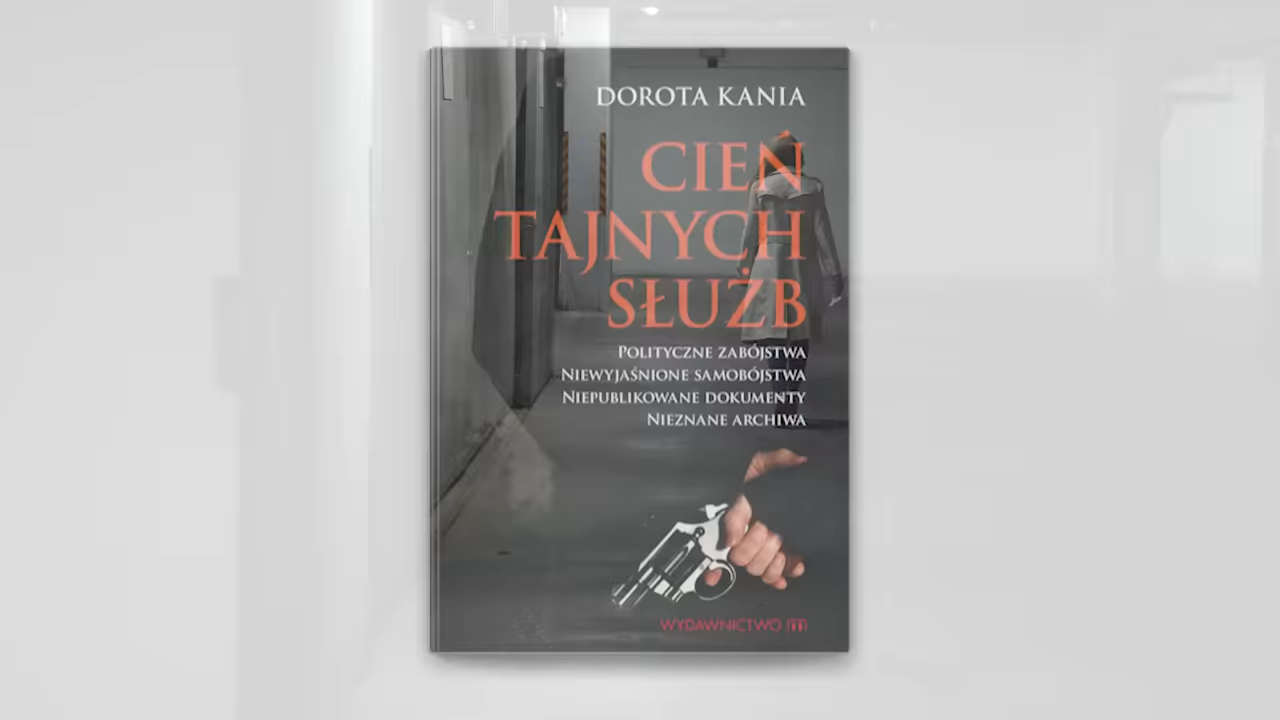 DOROTA KANIA
CIEŃ
TAJNYCH
SŁUŻB
POLITYCZNE ZABÓJSTWA
NIEWYJAŚNIONE SAMOBÓJSTWA
NIEPUBLIKOWANE DOKUMENTY
NIEZNANE ARCHIWA
WYDAWNICTWO m